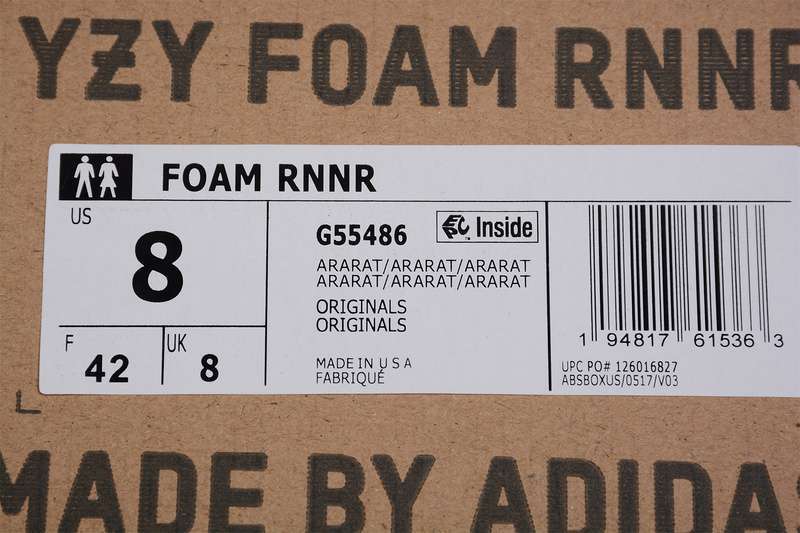 YZY FOAM RNNR
FOAM RNNR
US
8
F
42
UK
8
G55486
Inside
ARARAT/ARARAT/ARARAT
ARARAT/ARARAT/ARARAT
ORIGINALS
ORIGINALS
MADE IN U S A
FABRIQUÉ
1 94817 61536 3
UPC PO# 126016827
ABSBOXUS/0517/V03
MADE BY ADIDAS